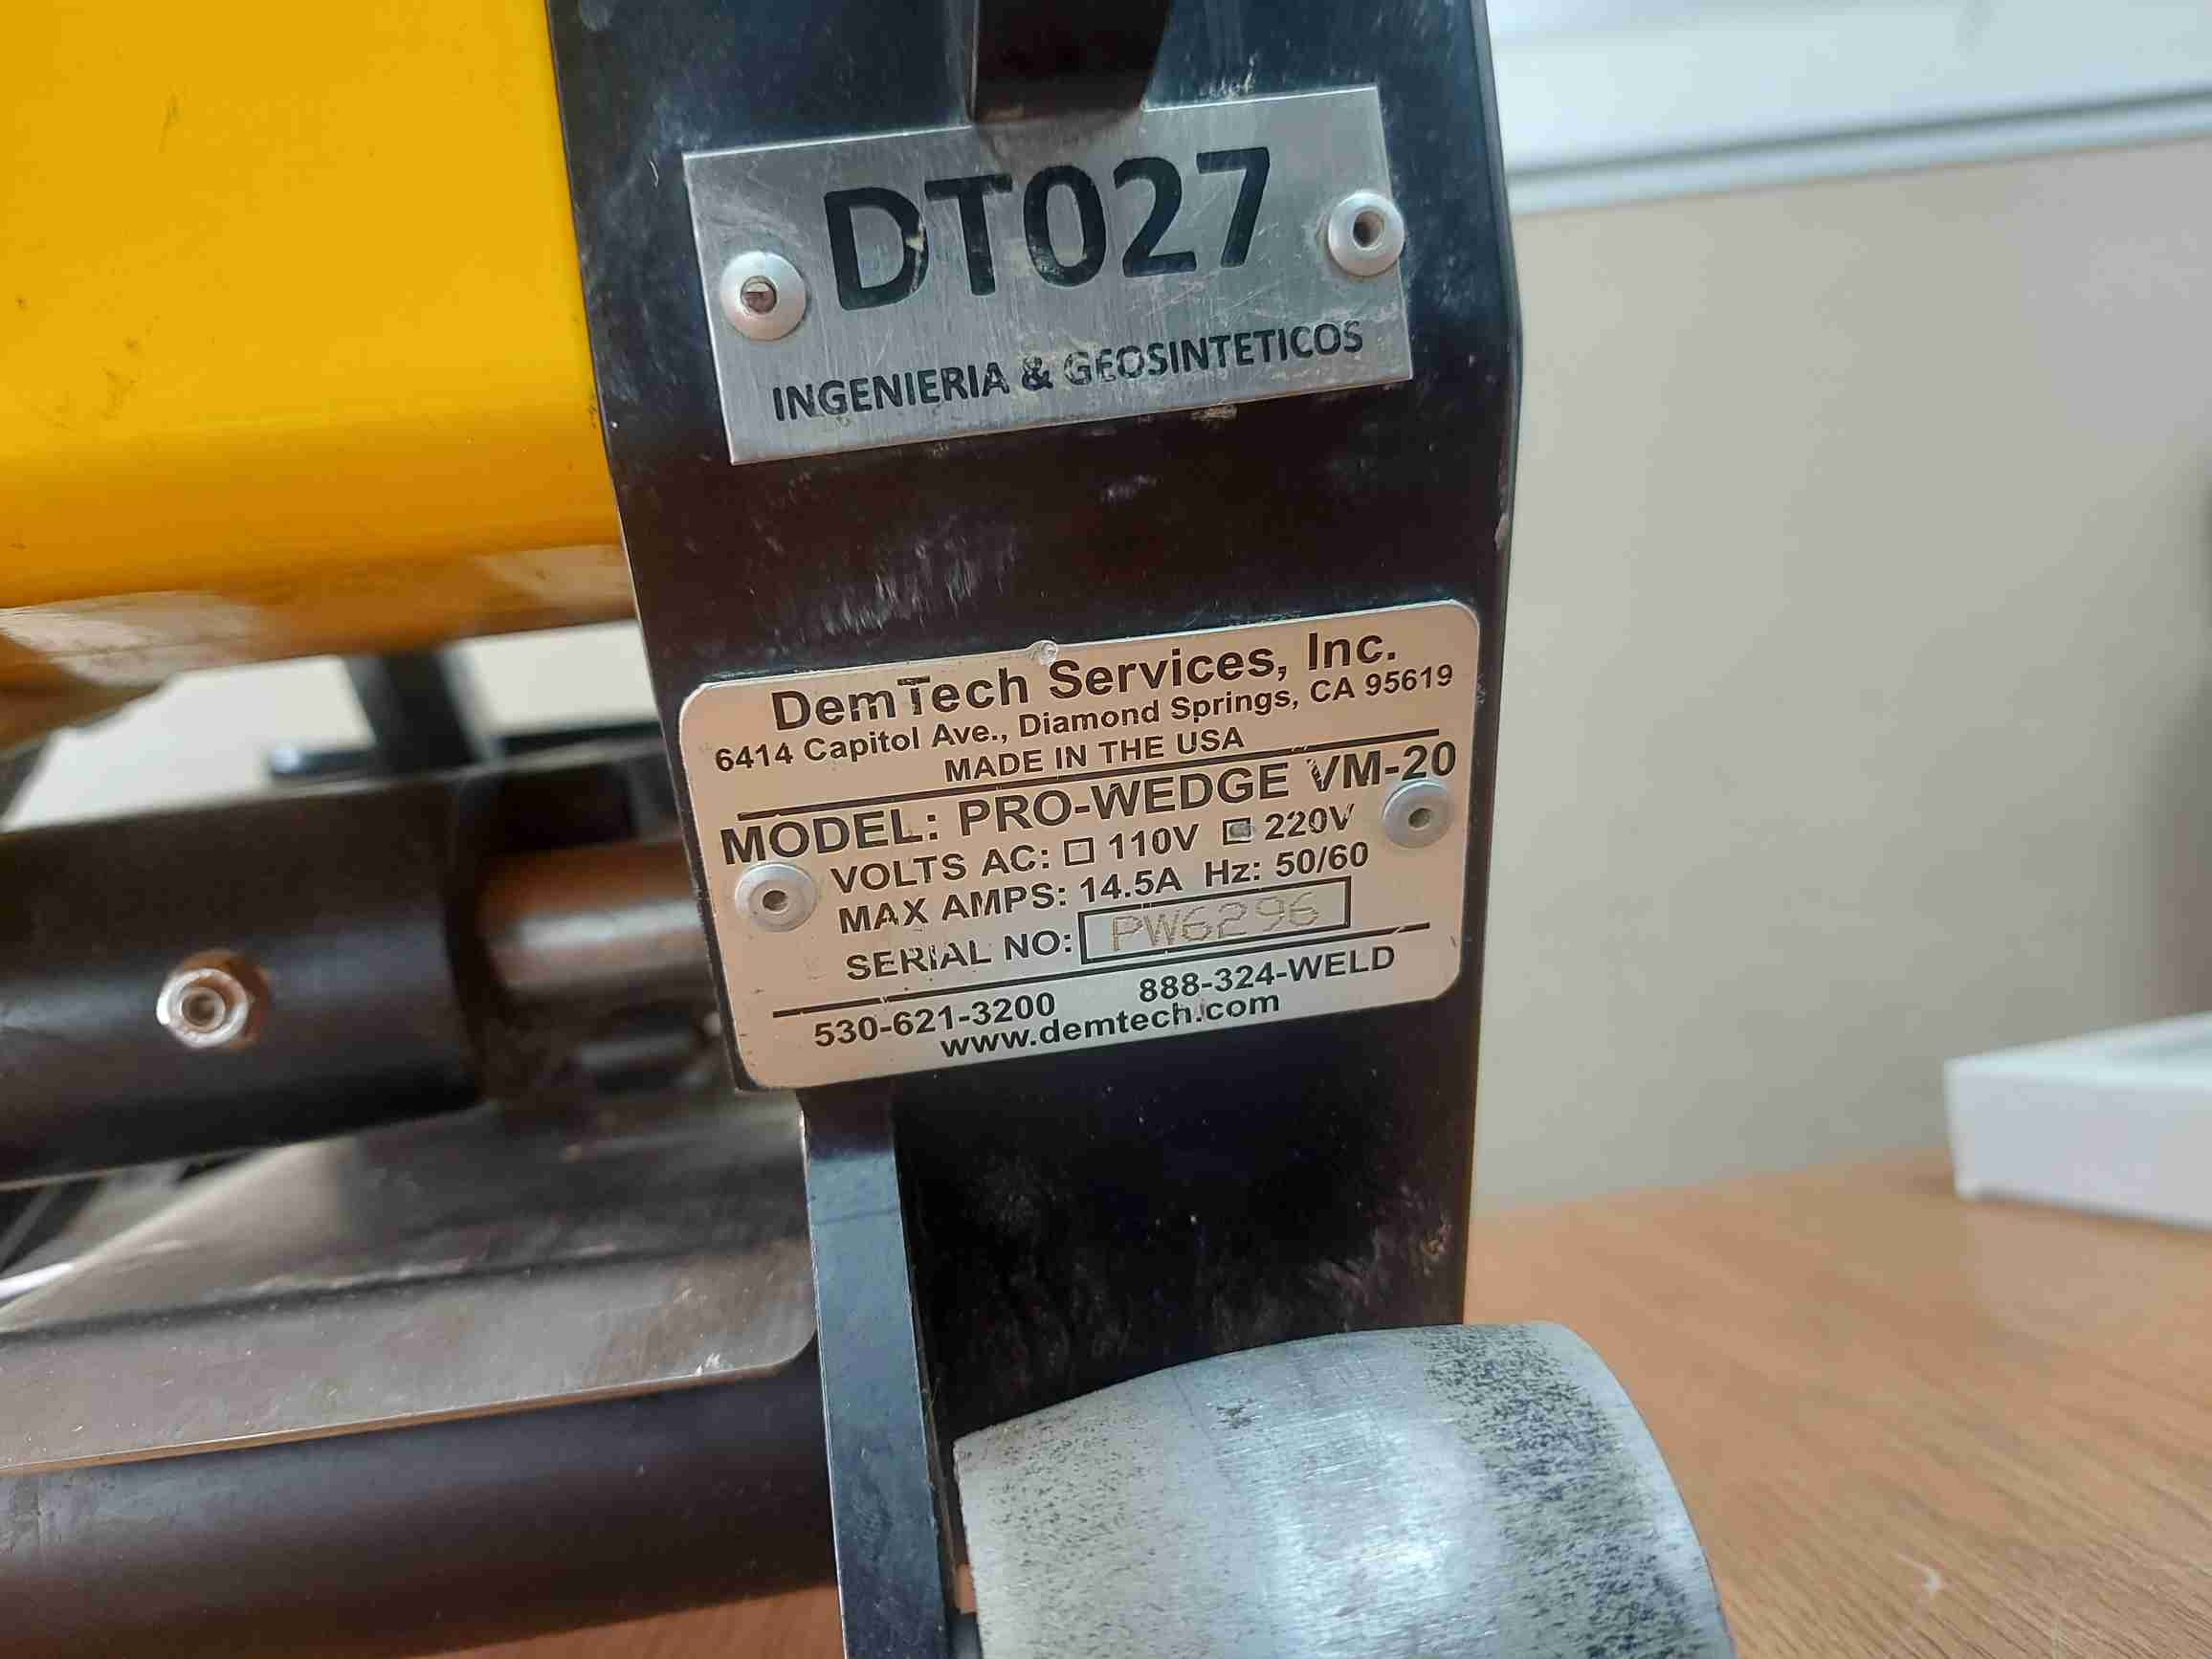 DT027
INGENIERIA & GEOSINTETICOS
DemTech Services, Inc.
6414 Capitol Ave., Diamond Springs, CA 95619
MADE IN THE USA
MODEL: PRO-WEDGE VM-20
VOLTS AC: ☐ 110V ☐ 220V
MAX AMPS: 14.5A Hz: 50/60
SERIAL NO: PW6296
530-621-3200 888-324-WELD
www.demtech.com